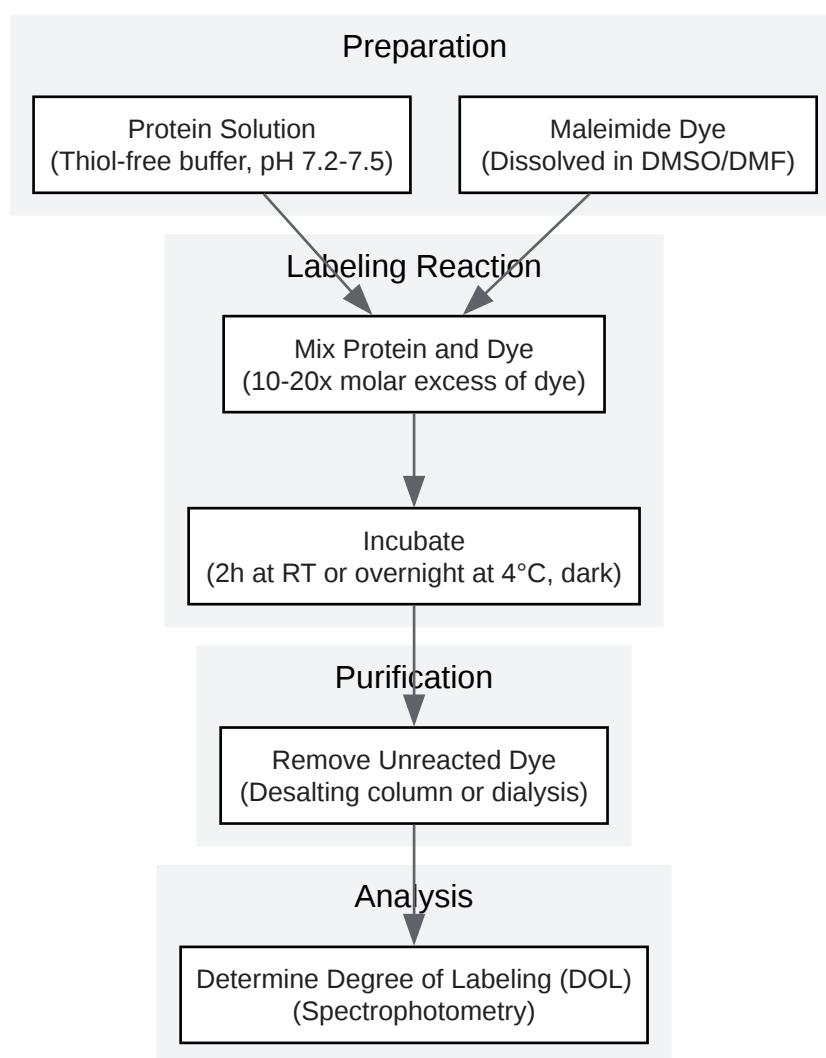 Preparation
Protein Solution
(Thiol-free buffer, pH 7.2-7.5)
Maleimide Dye
(Dissolved in DMSO/DMF)
Labeling Reaction
Mix Protein and Dye
(10-20x molar excess of dye)
Incubate
(2h at RT or overnight at 4°C, dark)
Purification
Remove Unreacted Dye
(Desalting column or dialysis)
Analysis
Determine Degree of Labeling (DOL)
(Spectrophotometry)